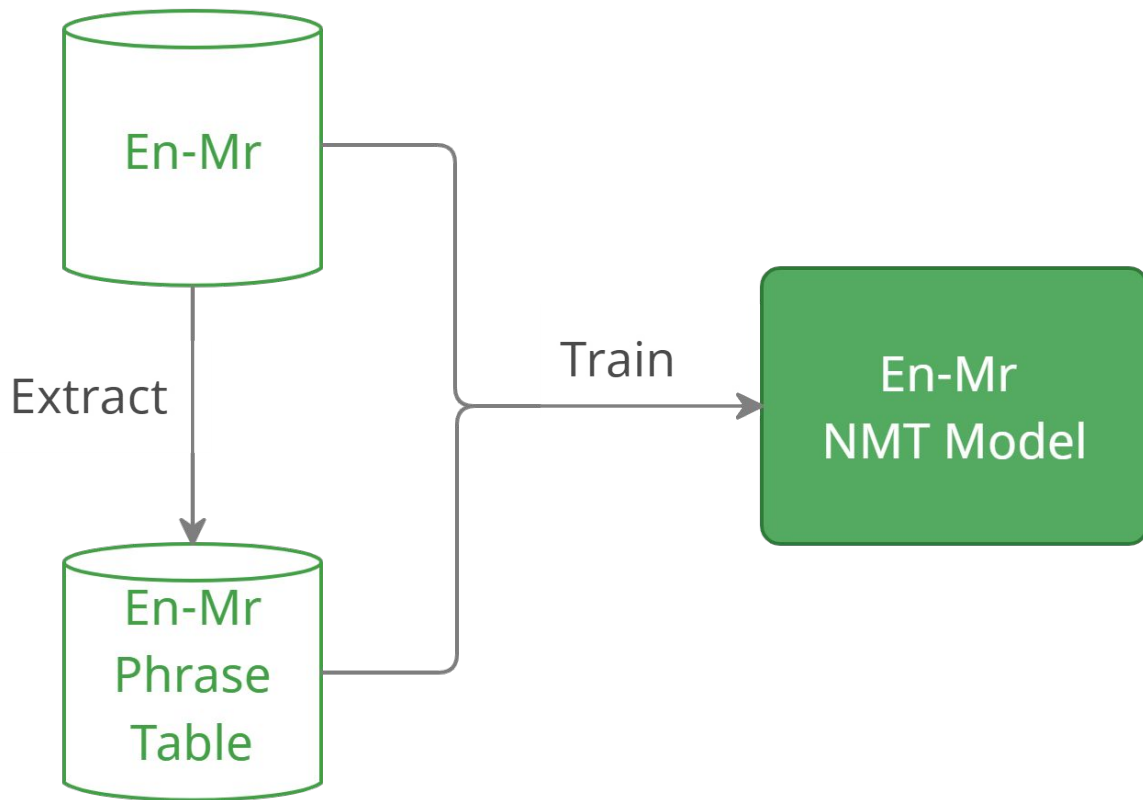 En-Mr
Extract
Train
En-Mr
NMT Model
En-Mr
Phrase
Table